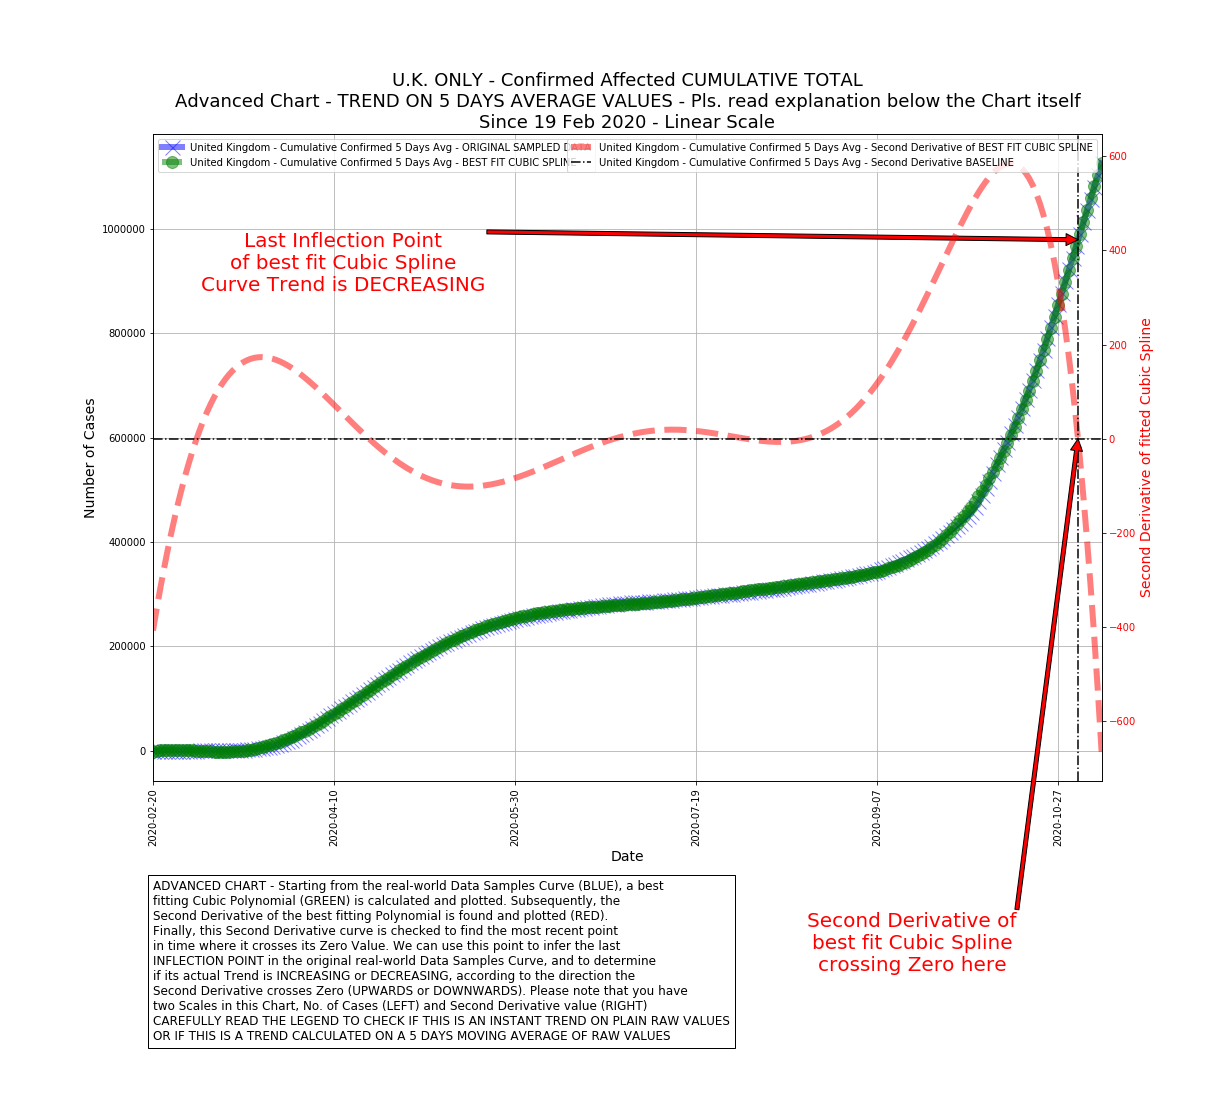 U.K. ONLY - Confirmed Affected CUMULATIVE TOTAL
Advanced Chart - TREND ON 5 DAYS AVERAGE VALUES - Pls. read explanation below the Chart itself
Since 19 Feb 2020 - Linear Scale
United Kingdom - Cumulative Confirmed 5 Days Avg - ORIGINAL SAMPLED
United Kingdom - Cumulative Confirmed 5 Days Avg - BEST FIT CUBIC SPLINE
United Kingdom - Cumulative Confirmed 5 Days Avg - Second Derivative of BEST FIT CUBIC SPLINE
United Kingdom - Cumulative Confirmed 5 Days Avg - Second Derivative BASELINE
Last Inflection Point
of best fit Cubic Spline
Curve Trend is DECREASING
Number of Cases
1000000
800000
600000
400000
200000
0
600
400
200
0
−200
−400
−600
Second Derivative of fitted Cubic Spline
2020-02-20
2020-04-10
2020-05-30
2020-07-19
2020-09-07
2020-10-27
Date
ADVANCED CHART - Starting from the real-world Data Samples Curve (BLUE), a best
fitting Cubic Polynomial (GREEN) is calculated and plotted. Subsequently, the
Second Derivative of the best fitting Polynomial is found and plotted (RED).
Finally, this Second Derivative curve is checked to find the most recent point
in time where it crosses its Zero Value. We can use this point to infer the last
INFLECTION POINT in the original real-world Data Samples Curve, and to determine
if its actual Trend is INCREASING or DECREASING, according to the direction the
Second Derivative crosses Zero (UPWARDS or DOWNWARDS). Please note that you have
two Scales in this Chart, No. of Cases (LEFT) and Second Derivative value (RIGHT)
CAREFULLY READ THE LEGEND TO CHECK IF THIS IS AN INSTANT TREND ON PLAIN RAW VALUES
OR IF THIS IS A TREND CALCULATED ON A 5 DAYS MOVING AVERAGE OF RAW VALUES
Second Derivative of
best fit Cubic Spline
crossing Zero here